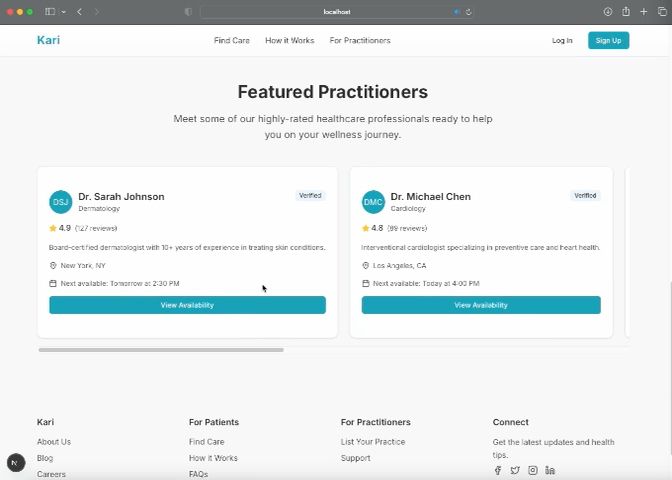 localhost
Kari
Find Care
How it Works
For Practitioners
Log In
Sign Up
Featured Practitioners
Meet some of our highly-rated healthcare professionals ready to help
you on your wellness journey.
DSJ
Dr. Sarah Johnson
Dermatology
Verified
4.9 (127 reviews)
Board-certified dermatologist with 10+ years of experience in treating skin conditions.
New York, NY
Next available: Tomorrow at 2:30 PM
View Availability
DMC
Dr. Michael Chen
Cardiology
Verified
4.8 (89 reviews)
Interventional cardiologist specializing in preventive care and heart health.
Los Angeles, CA
Next available: Today at 4:00 PM
View Availability
Kari
About Us
Blog
Careers
For Patients
Find Care
How it Works
FAQs
For Practitioners
List Your Practice
Support
Connect
Get the latest updates and health
tips.
N